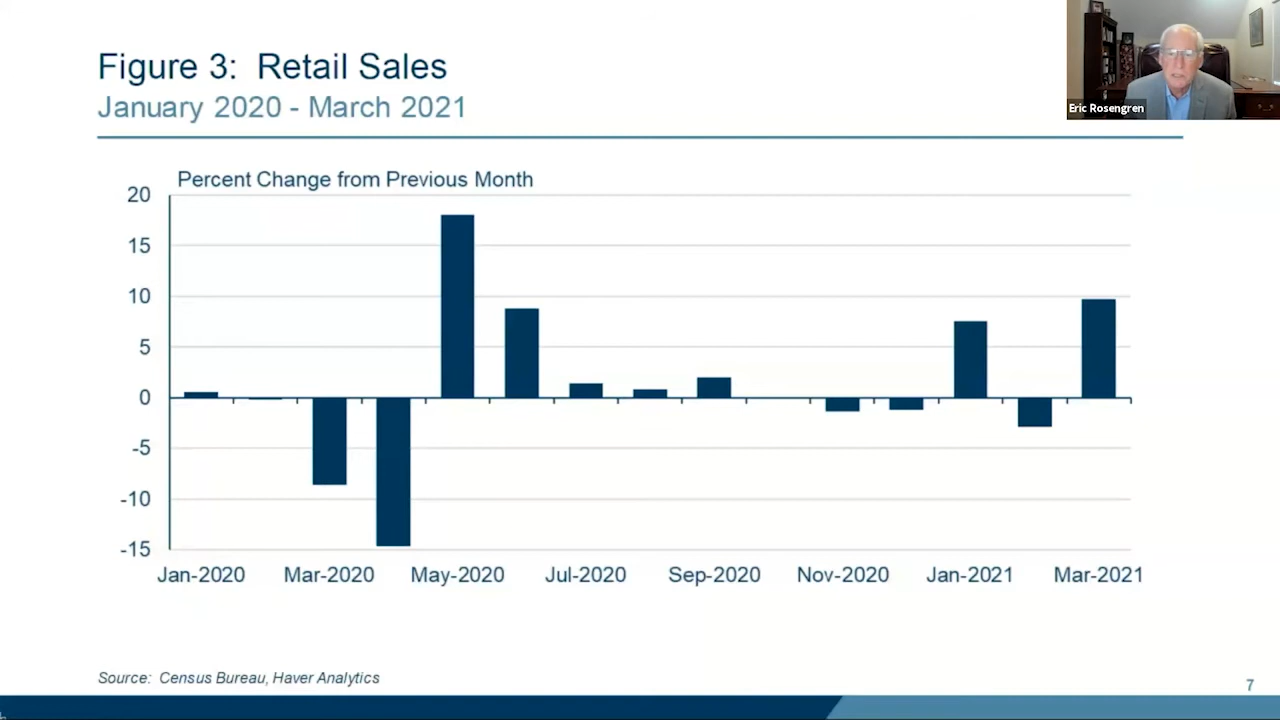 Figure 3: Retail Sales
January 2020 - March 2021
Eric Rosengren
Percent Change from Previous Month
20
15
10
5
0
-5
-10
-15
Jan-2020 Mar-2020 May-2020 Jul-2020 Sep-2020 Nov-2020 Jan-2021 Mar-2021
Source: Census Bureau, Haver Analytics
7